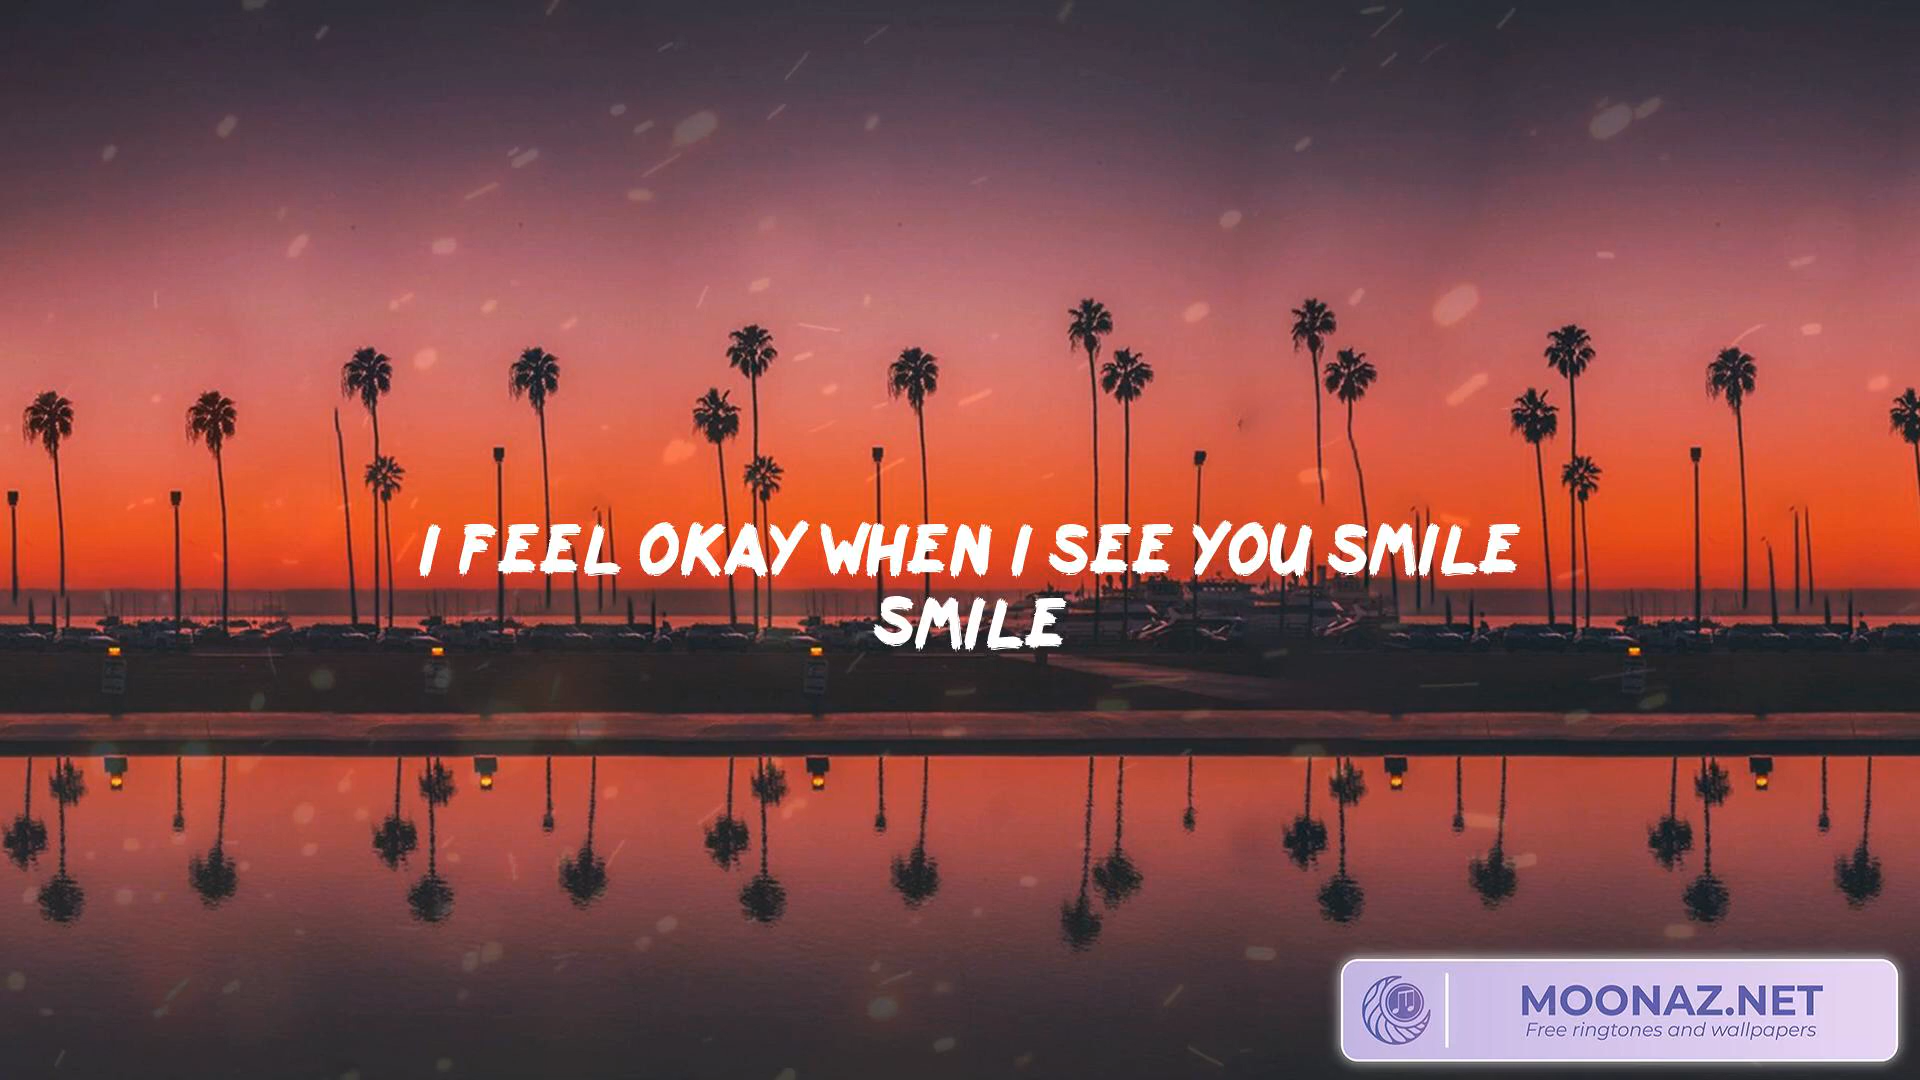 I FEEL OKAY WHEN I SEE YOU SMILE
SMILE
MOONAZ.NET
Free ringtones and wallpapers